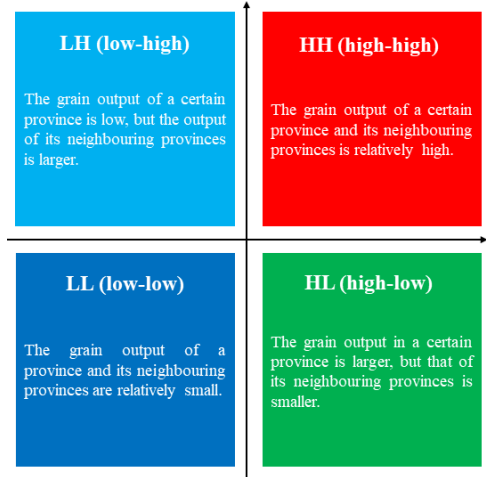 LH (low-high)
The grain output of a certain
province is low, but the output
of its neighbouring provinces
is larger.
HH (high-high)
The grain output of a certain
province and its neighbouring
provinces is relatively high.
LL (low-low)
The grain output of a
province and its neighbouring
provinces are relatively small.
HL (high-low)
The grain output in a certain
province is larger, but that of
its neighbouring provinces is
smaller.